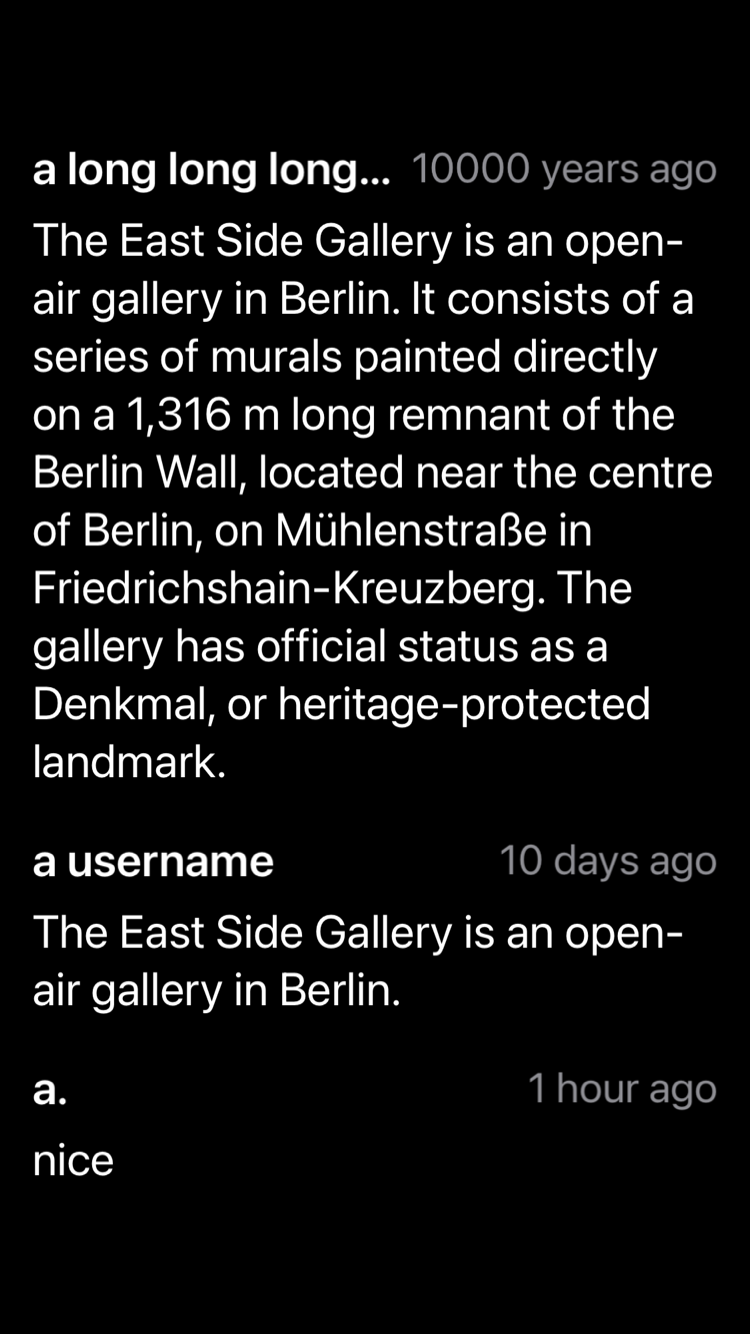 a long long long... 10000 years ago
The East Side Gallery is an open-
air gallery in Berlin. It consists of a
series of murals painted directly
on a 1,316 m long remnant of the
Berlin Wall, located near the centre
of Berlin, on Mühlenstraße in
Friedrichshain-Kreuzberg. The
gallery has official status as a
Denkmal, or heritage-protected
landmark.
a username 10 days ago
The East Side Gallery is an open-
air gallery in Berlin.
a. 1 hour ago
nice